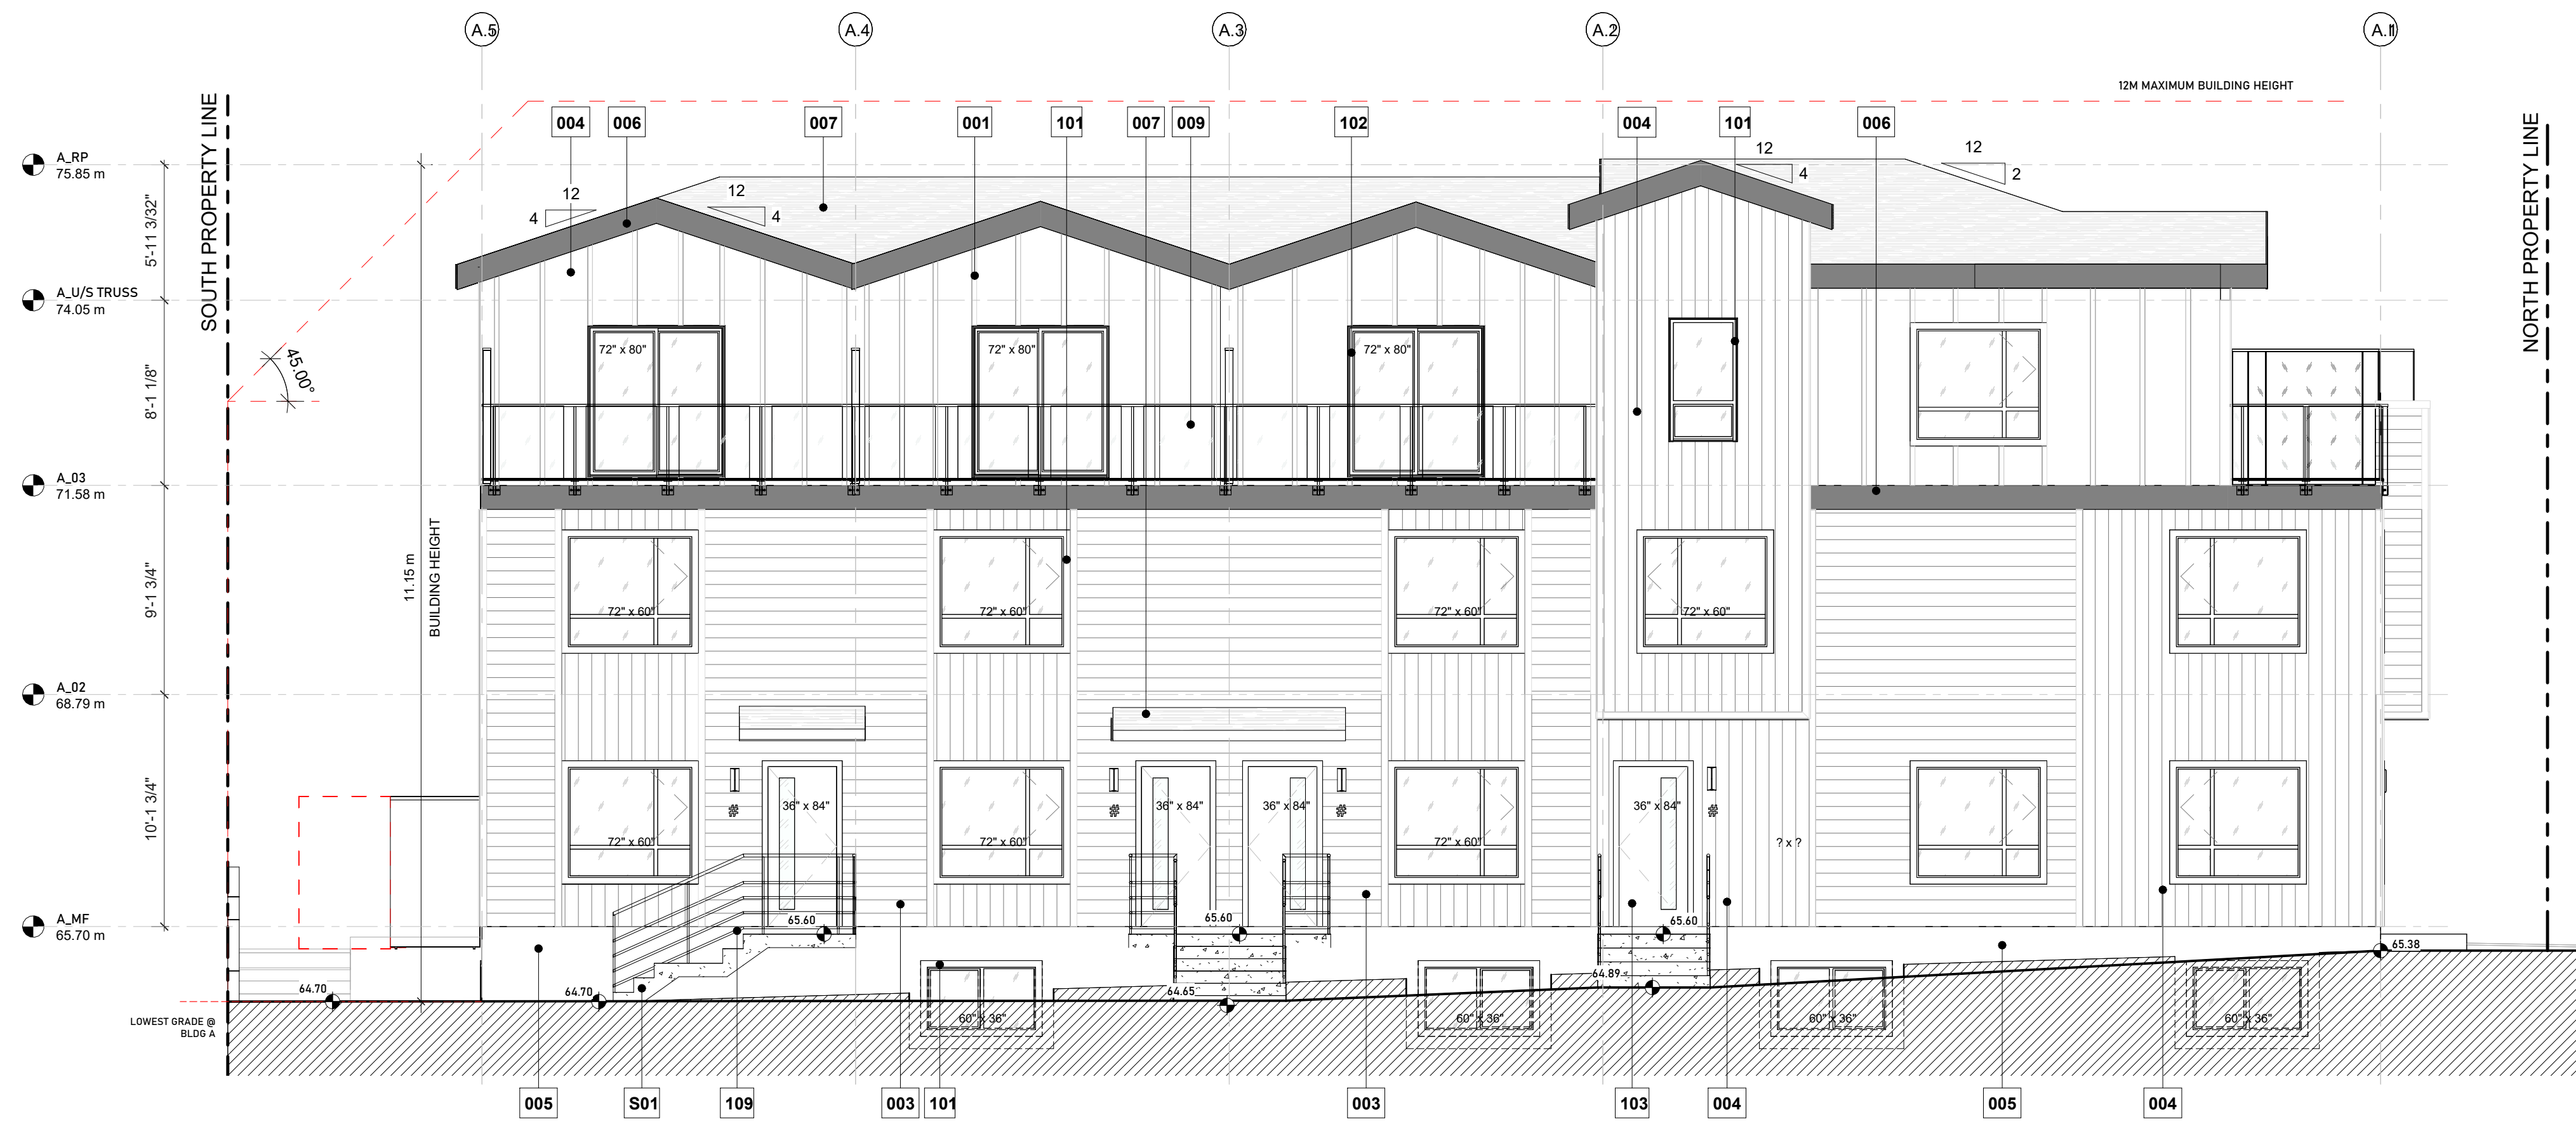 A.5
A.4
A.3
A.2
A.1
12M MAXIMUM BUILDING HEIGHT
SOUTH PROPERTY LINE
NORTH PROPERTY LINE
004
006
007
001
101
007
009
102
004
101
006
A_RP
75.85 m
5'-11 3/32"
A_U/S TRUSS
74.05 m
8'-1 1/8"
A_03
71.58 m
9'-1 3/4"
A_02
68.79 m
10'-1 3/4"
A_MF
65.70 m
45.00°
11.15 m
BUILDING HEIGHT
12
4
12
4
12
4
12
2
72" x 80"
72" x 80"
72" x 80"
72" x 60"
72" x 60"
72" x 60"
72" x 60"
36" x 84"
36" x 84"
36" x 84"
36" x 84"
#
#
#
#
72" x 60"
72" x 60"
72" x 60"
? x ?
65.60
65.60
65.60
65.38
64.89
64.70
64.70
64.65
60" x 36"
60" x 36"
60" x 36"
60" x 36"
LOWEST GRADE @
BLDG A
005
S01
109
003
101
003
103
004
005
004